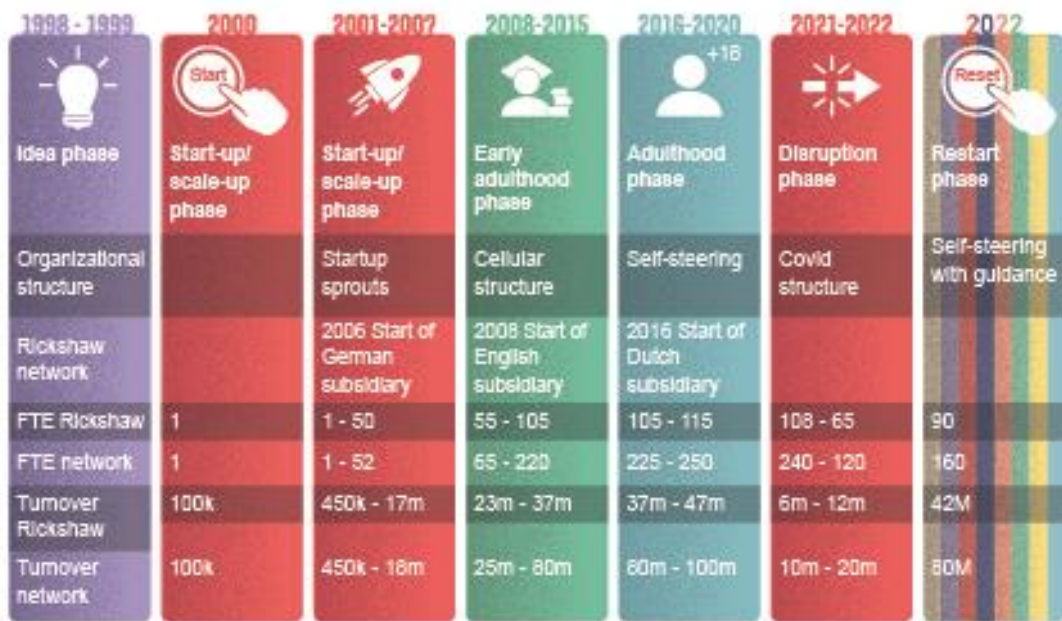 1998 - 1999
2000
2001-2007
2008-2015
2016-2020
2021-2022
2022
Start
+18
Reset
Idea phase
Start-up/
scale-up
phase
Start-up/
scale-up
phase
Early
adulthood
phase
Adulthood
phase
Disruption
phase
Restart
phase
Organizational
structure
Startup
sprouts
Cellular
structure
Self-steering
Covid
structure
Self-steering
with guidance
Rickshaw
network
2006 Start of
German
subsidiary
2008 Start of
English
subsidiary
2016 Start of
Dutch
subsidiary
FTE Rickshaw
1
1 - 50
55 - 105
105 - 115
108 - 65
90
FTE network
1
1 - 52
65 - 220
225 - 250
240 - 120
160
Turnover
Rickshaw
100k
450k - 17m
23m - 37m
37m - 47m
6m - 12m
42M
Turnover
network
100k
450k - 18m
25m - 80m
80m - 100m
10m - 20m
80M